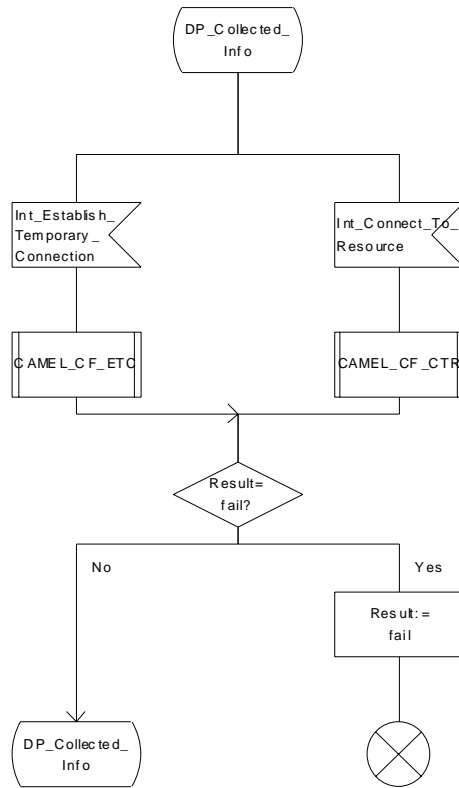 DP_Collected_
Info
Int_Establish_
Temporary_
Connection
Int_Connect_To_
Resource
CAMEL_CF_ETC
CAMEL_CF_CTR
Result=
fail?
No
Yes
Result:=
fail
DP_Collected_
Info